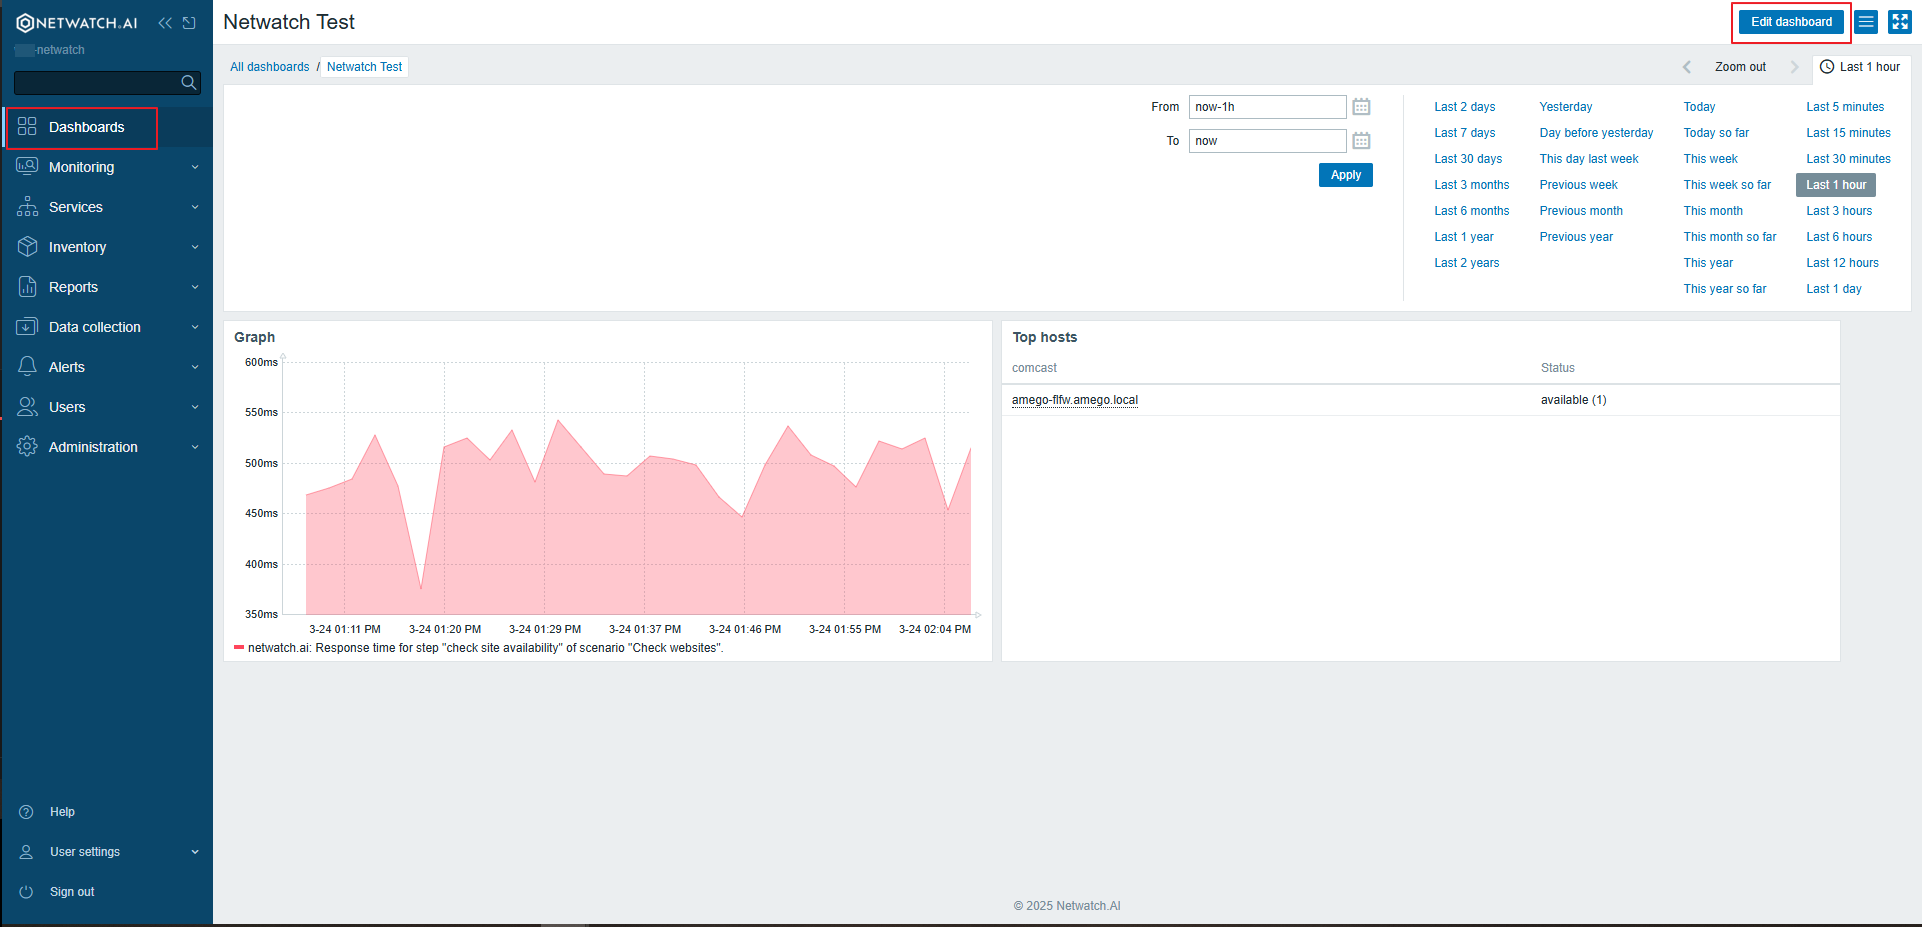 NETWATCH.AI
-netwatch
Dashboards
Monitoring
Services
Inventory
Reports
Data collection
Alerts
Users
Administration
Help
User settings
Sign out
Netwatch Test
Edit dashboard
All dashboards / Netwatch Test
Zoom out
Last 1 hour
From now-1h
To now
Apply
Last 2 days Yesterday Today Last 5 minutes
Last 7 days Day before yesterday Today so far Last 15 minutes
Last 30 days This day last week This week Last 30 minutes
Last 3 months Previous week This week so far Last 1 hour
Last 6 months Previous month This month Last 3 hours
Last 1 year Previous year This month so far Last 6 hours
Last 2 years This year Last 12 hours
This year so far Last 1 day
Graph
600ms
550ms
500ms
450ms
400ms
350ms
3-24 01:11 PM 3-24 01:20 PM 3-24 01:29 PM 3-24 01:37 PM 3-24 01:46 PM 3-24 01:55 PM 3-24 02:04 PM
netwatch.ai: Response time for step "check site availability" of scenario "Check websites".
Top hosts
comcast Status
amego-flfw.amego.local available (1)
© 2025 Netwatch.AI